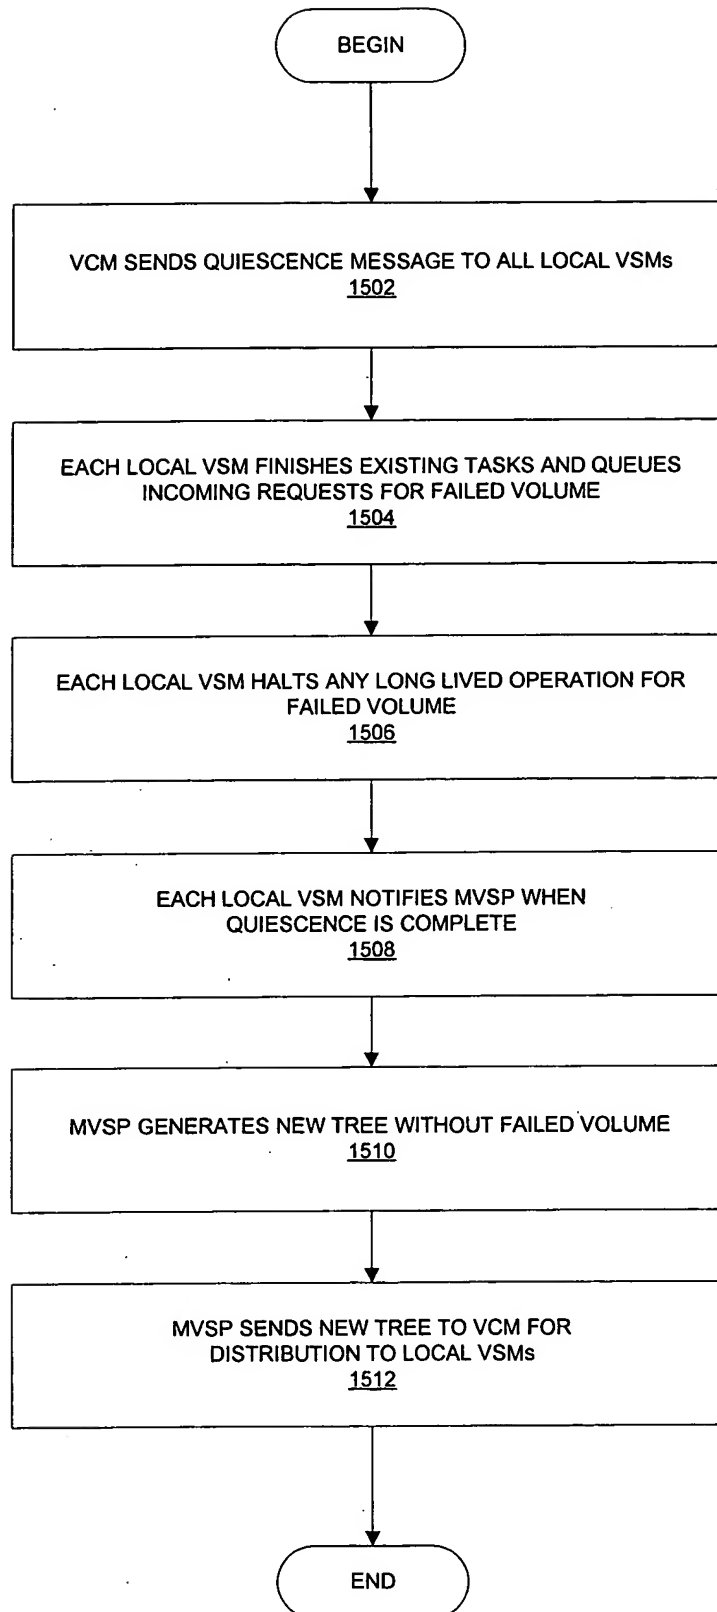 BEGIN
VCM SENDS QUIESCENCE MESSAGE TO ALL LOCAL VSMs
1502
EACH LOCAL VSM FINISHES EXISTING TASKS AND QUEUES
INCOMING REQUESTS FOR FAILED VOLUME
1504
EACH LOCAL VSM HALTS ANY LONG LIVED OPERATION FOR
FAILED VOLUME
1506
EACH LOCAL VSM NOTIFIES MVSP WHEN
QUIESCENCE IS COMPLETE
1508
MVSP GENERATES NEW TREE WITHOUT FAILED VOLUME
1510
MVSP SENDS NEW TREE TO VCM FOR
DISTRIBUTION TO LOCAL VSMs
1512
END